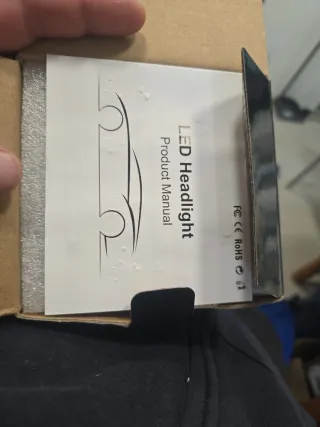 LED Headlight
Product Manual
FC CE RoHS